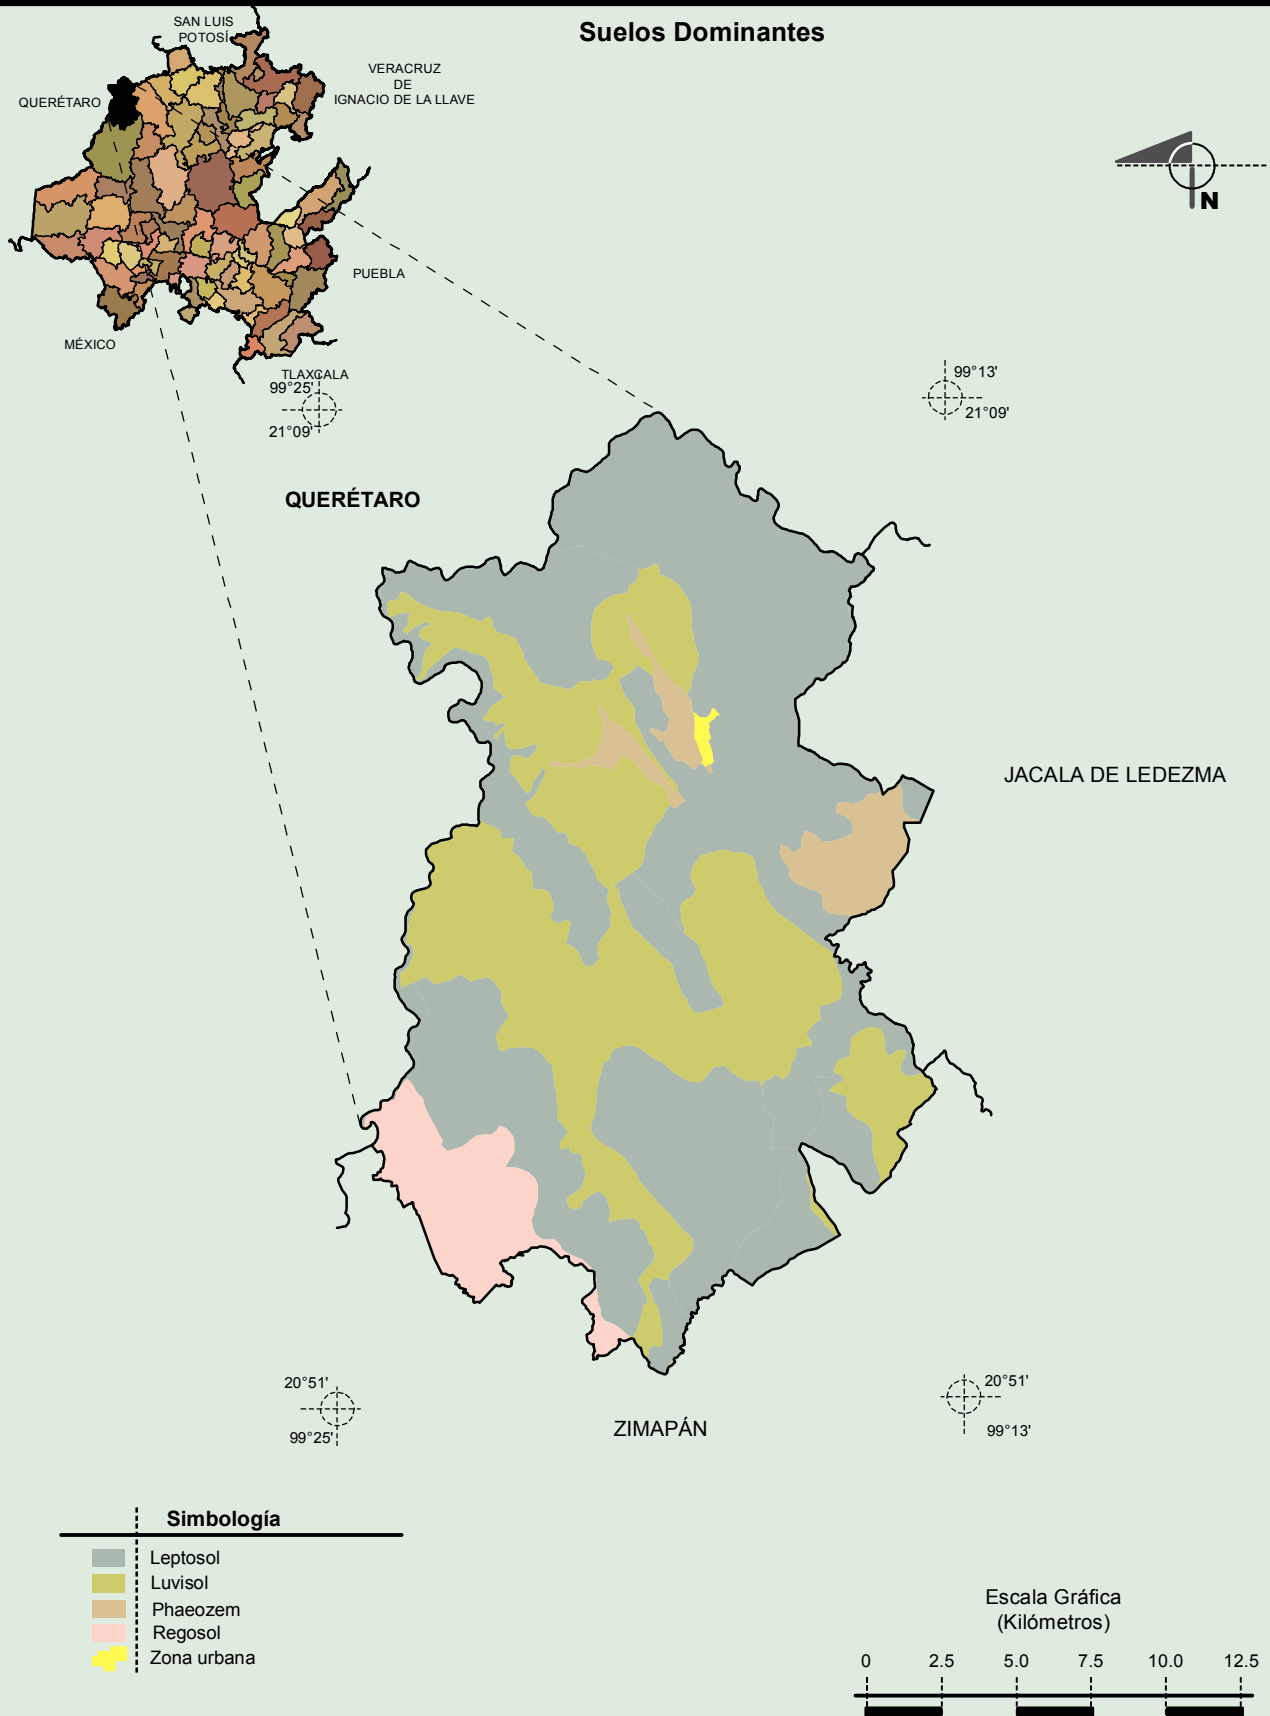 Suelos Dominantes
SAN LUIS
POTOSÍ
VERACRUZ
DE
IGNACIO DE LA LLAVE
QUERÉTARO
PUEBLA
MÉXICO
TLAXCALA
N
99°25'
21°09'
99°13'
21°09'
QUERÉTARO
JACALA DE LEDEZMA
20°51'
99°25'
20°51'
99°13'
ZIMAPÁN
Simbología
Leptosol
Luvisol
Phaeozem
Regosol
Zona urbana
Escala Gráfica
(Kilómetros)
0 2.5 5.0 7.5 10.0 12.5